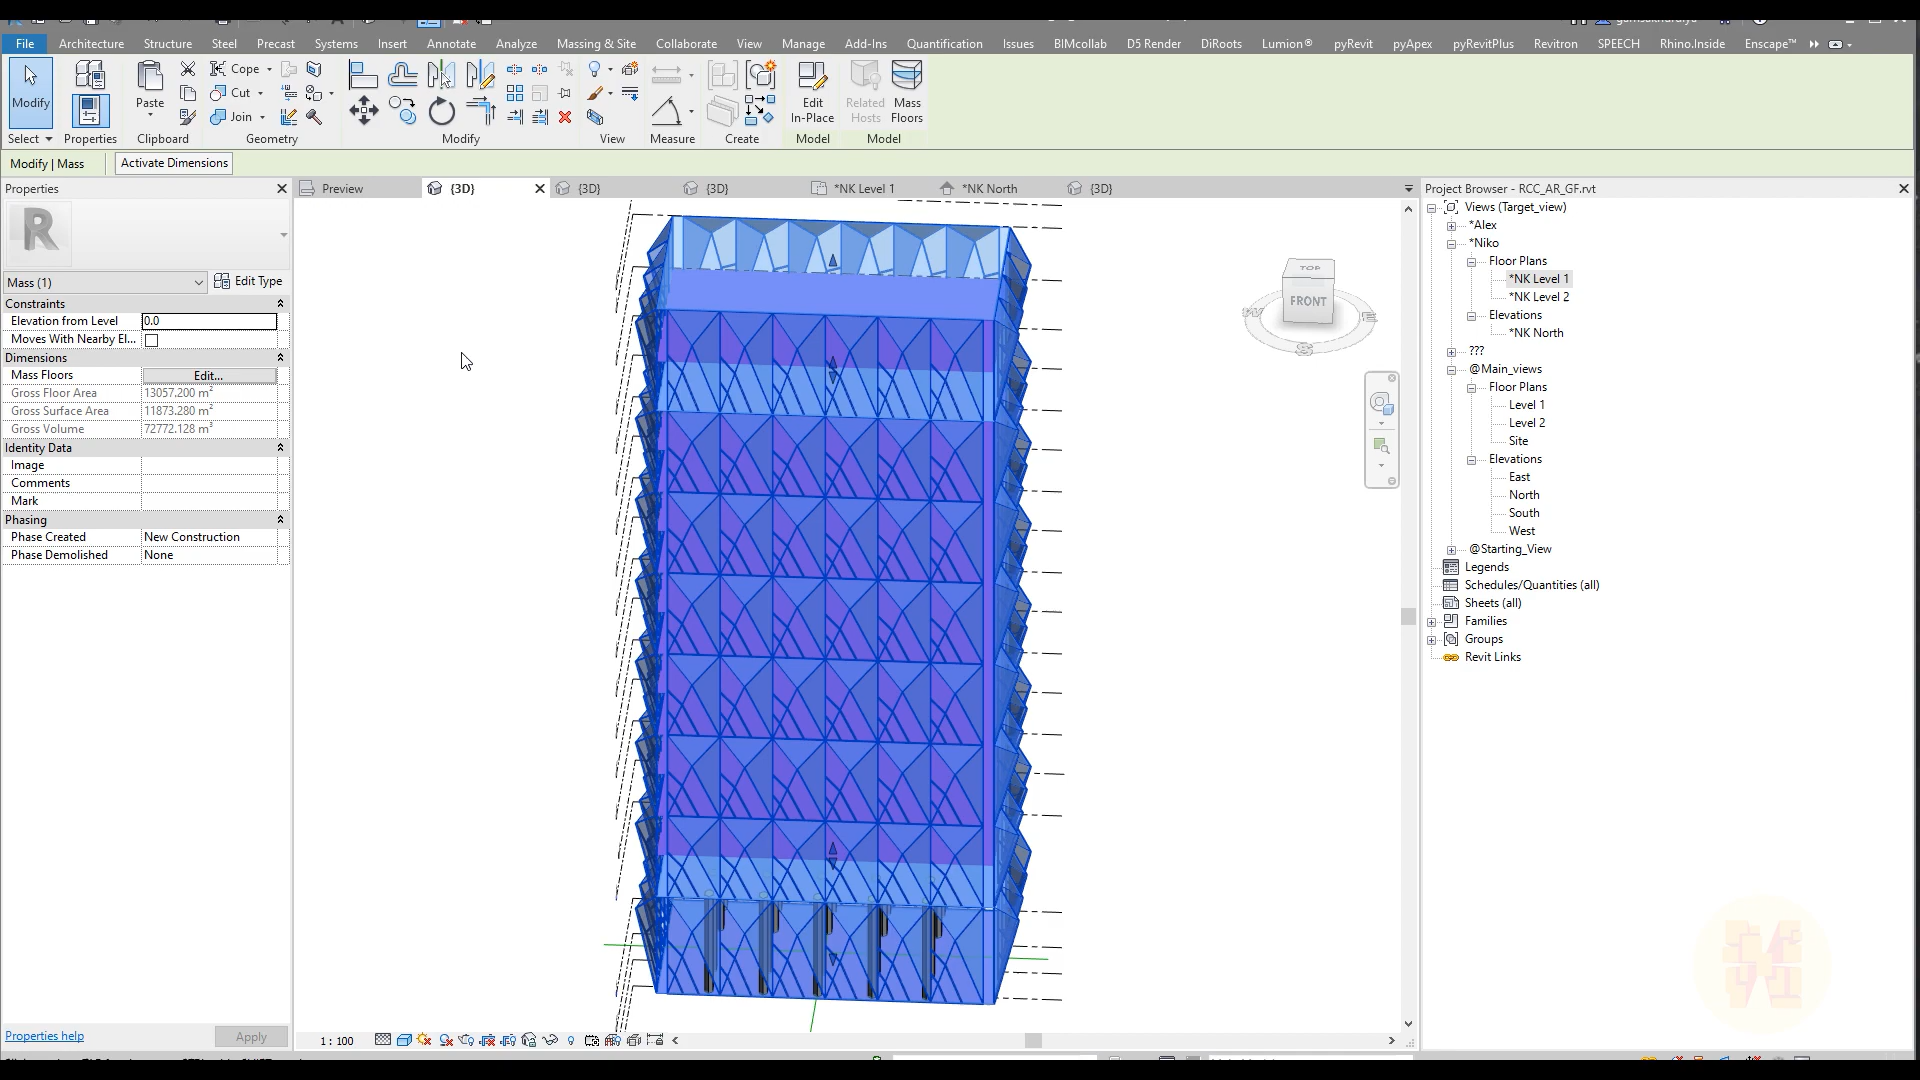 File Architecture Structure Steel Precast Systems Insert Annotate Analyze Massing & Site Collaborate View Manage Add-Ins Quantification Issues BIMcollab D5 Render DiRoots Lumion® pyRevit pyApex pyRevitPlus Revitron SPEECH Rhino.Inside Enscape™
Modify Paste Cope Cut Join Edit In-Place Related Hosts Mass Floors
Select Properties Clipboard Geometry Modify View Measure Create Model Model
Modify | Mass Activate Dimensions
Properties
Preview {3D} {3D} {3D} *NK Level 1 *NK North {3D}
Project Browser - RCC_AR_GF.rvt
R
Mass (1) Edit Type
Constraints
Elevation from Level 0.0
Moves With Nearby El...
Dimensions
Mass Floors Edit...
Gross Floor Area 13057.200 m²
Gross Surface Area 11873.280 m²
Gross Volume 72772.128 m³
Identity Data
Image
Comments
Mark
Phasing
Phase Created New Construction
Phase Demolished None
Properties help Apply
TOP
FRONT
S
1 : 100
Views (Target_view)
*Alex
*Niko
Floor Plans
*NK Level 1
*NK Level 2
Elevations
*NK North
???
@Main_views
Floor Plans
Level 1
Level 2
Site
Elevations
East
North
South
West
@Starting_View
Legends
Schedules/Quantities (all)
Sheets (all)
Families
Groups
Revit Links